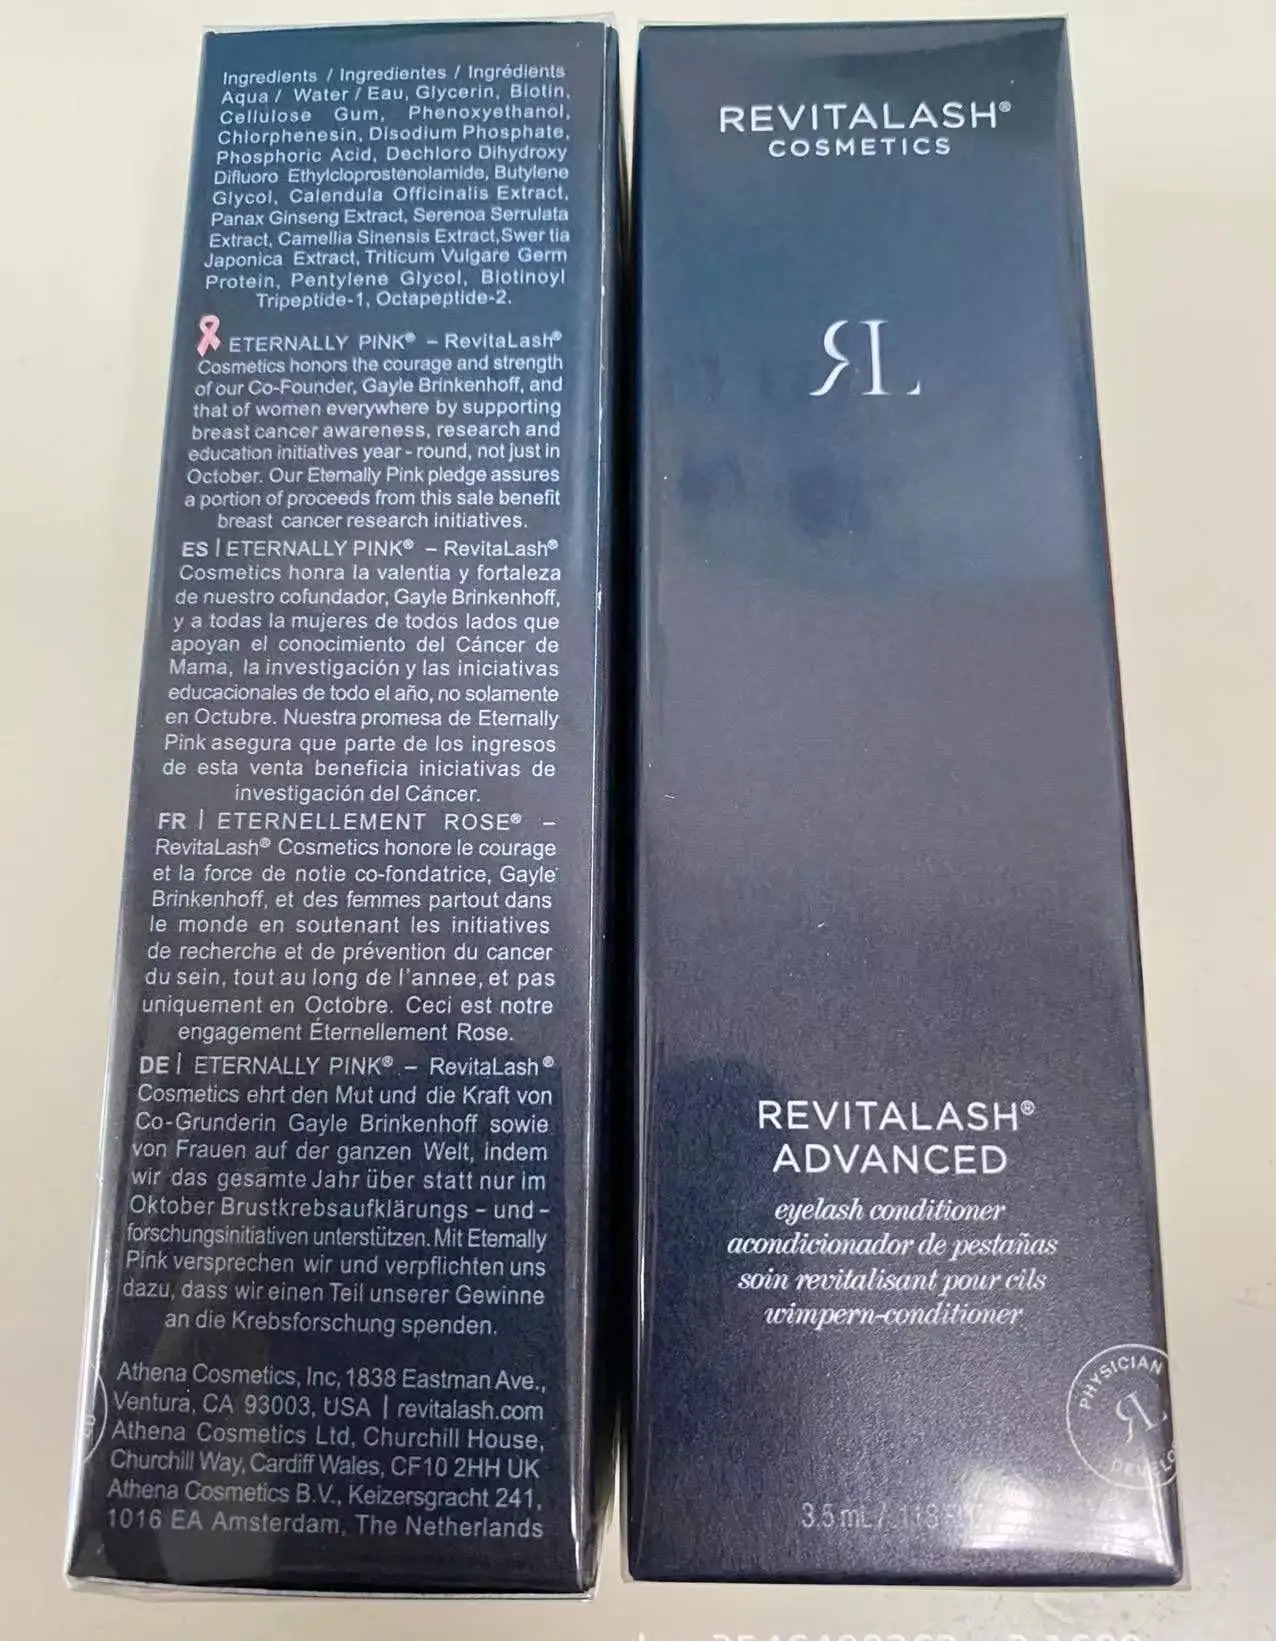 Ingredients / Ingredientes / Ingrédients
Aqua / Water / Eau, Glycerin, Biotin,
Cellulose Gum, Phenoxyethanol,
Chlorphenesin, Disodium Phosphate,
Phosphoric Acid, Dechloro Dihydroxy
Difluoro Ethylcloprostenolamide, Butylene
Glycol, Calendula Officinalis Extract,
Panax Ginseng Extract, Serenoa Serrulata
Extract, Camellia Sinensis Extract,Swer tia
Japonica Extract, Triticum Vulgare Germ
Protein, Pentylene Glycol, Biotinoyl
Tripeptide-1, Octapeptide-2.
ETERNALLY PINK® – RevitaLash®
Cosmetics honors the courage and strength
of our Co-Founder, Gayle Brinkenhoff, and
that of women everywhere by supporting
breast cancer awareness, research and
education initiatives year - round, not just in
October. Our Eternally Pink pledge assures
a portion of proceeds from this sale benefit
breast cancer research initiatives.
ES | ETERNALLY PINK® – RevitaLash®
Cosmetics honra la valentia y fortaleza
de nuestro cofundador, Gayle Brinkenhoff,
y a todas la mujeres de todos lados que
apoyan el conocimiento del Cáncer de
Mama, la investigación y las iniciativas
educacionales de todo el año, no solamente
en Octubre. Nuestra promesa de Eternally
Pink asegura que parte de los ingresos
de esta venta beneficia iniciativas de
investigación del Cáncer.
FR | ETERNELLEMENT ROSE® –
RevitaLash® Cosmetics honore le courage
et la force de notie co-fondatrice, Gayle
Brinkenhoff, et des femmes partout dans
le monde en soutenant les initiatives
de recherche et de prévention du cancer
du sein, tout au long de l'annee, et pas
uniquement en Octobre. Ceci est notre
engagement Éternellement Rose.
DE | ETERNALLY PINK® – RevitaLash®
Cosmetics ehrt den Mut und die Kraft von
Co-Grunderin Gayle Brinkenhoff sowie
von Frauen auf der ganzen Welt, indem
wir das gesamte Jahr über statt nur im
Oktober Brustkrebsaufklärungs - und -
forschungsinitiativen unterstützen. Mit Eternally
Pink versprechen wir und verpflichten uns
dazu, dass wir einen Teil unserer Gewinne
an die Krebsforschung spenden.
Athena Cosmetics, Inc, 1838 Eastman Ave.,
Ventura, CA 93003, USA | revitalash.com
Athena Cosmetics Ltd, Churchill House,
Churchill Way, Cardiff Wales, CF10 2HH UK
Athena Cosmetics B.V., Keizersgracht 241,
1016 EA Amsterdam, The Netherlands
REVITALASH®
COSMETICS
RL
REVITALASH®
ADVANCED
eyelash conditioner
acondicionador de pestañas
soin revitalisant pour cils
wimpern-conditioner
PHYSICIAN
RL
DEVELO
3.5 mL / .118